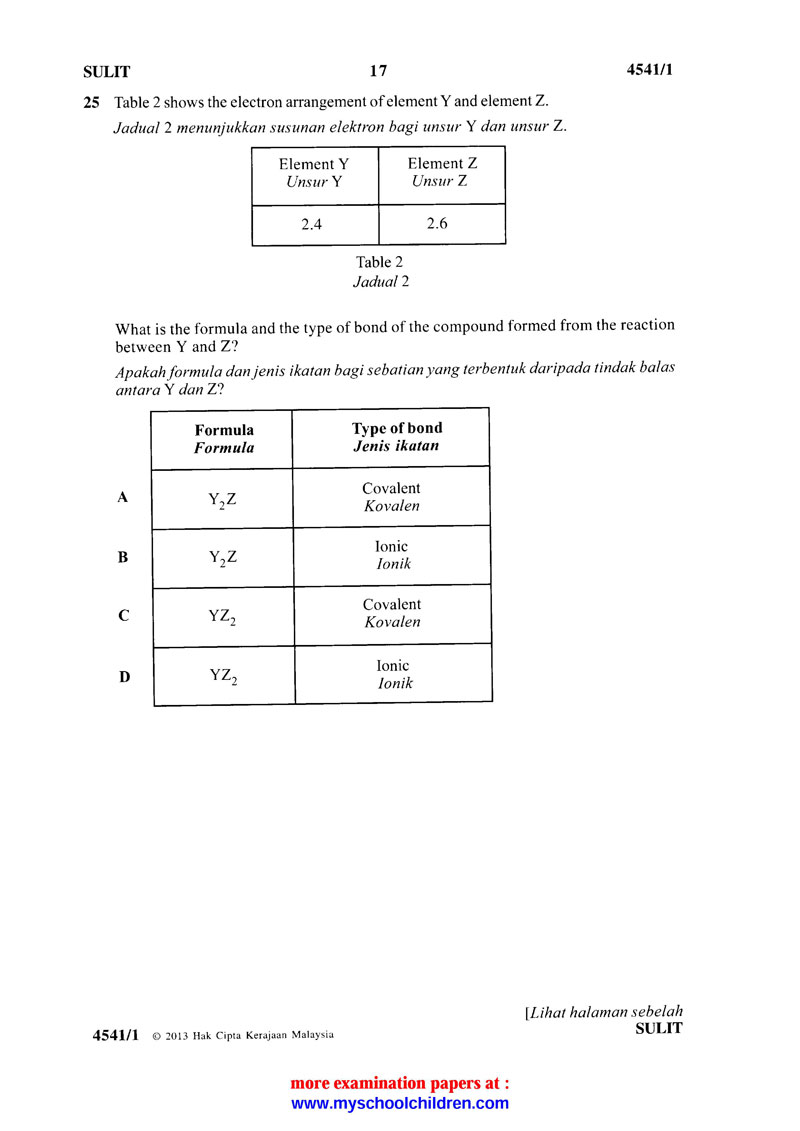 SULIT 17 4541/1
25 Table 2 shows the electron arrangement of element Y and element Z.
Jadual 2 menunjukkan susunan elektron bagi unsur Y dan unsur Z.
Element Y Element Z
Unsur Y Unsur Z
2.4 2.6
Table 2
Jadual 2
What is the formula and the type of bond of the compound formed from the reaction
between Y and Z?
Apakah formula dan jenis ikatan bagi sebatian yang terbentuk daripada tindak balas
antara Y dan Z?
Formula Type of bond
Formula Jenis ikatan
A Y₂Z Covalent
Kovalen
B Y₂Z Ionic
Ionik
C YZ₂ Covalent
Kovalen
D YZ₂ Ionic
Ionik
[Lihat halaman sebelah
4541/1 © 2013 Hak Cipta Kerajaan Malaysia SULIT
more examination papers at :
www.myschoolchildren.com